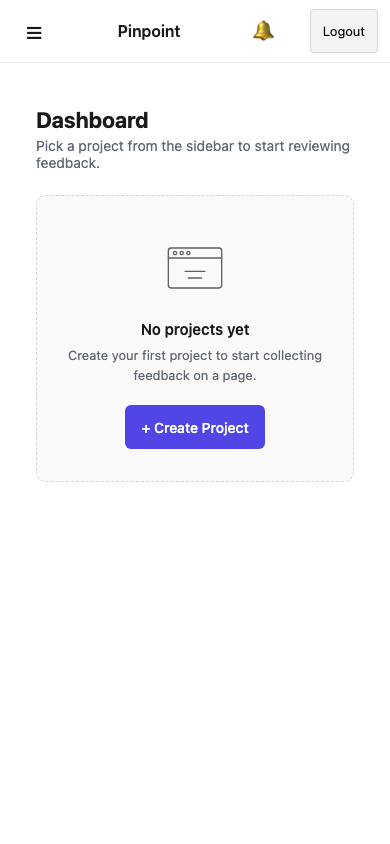 Pinpoint
Logout
Dashboard
Pick a project from the sidebar to start reviewing
feedback.
No projects yet
Create your first project to start collecting
feedback on a page.
+ Create Project